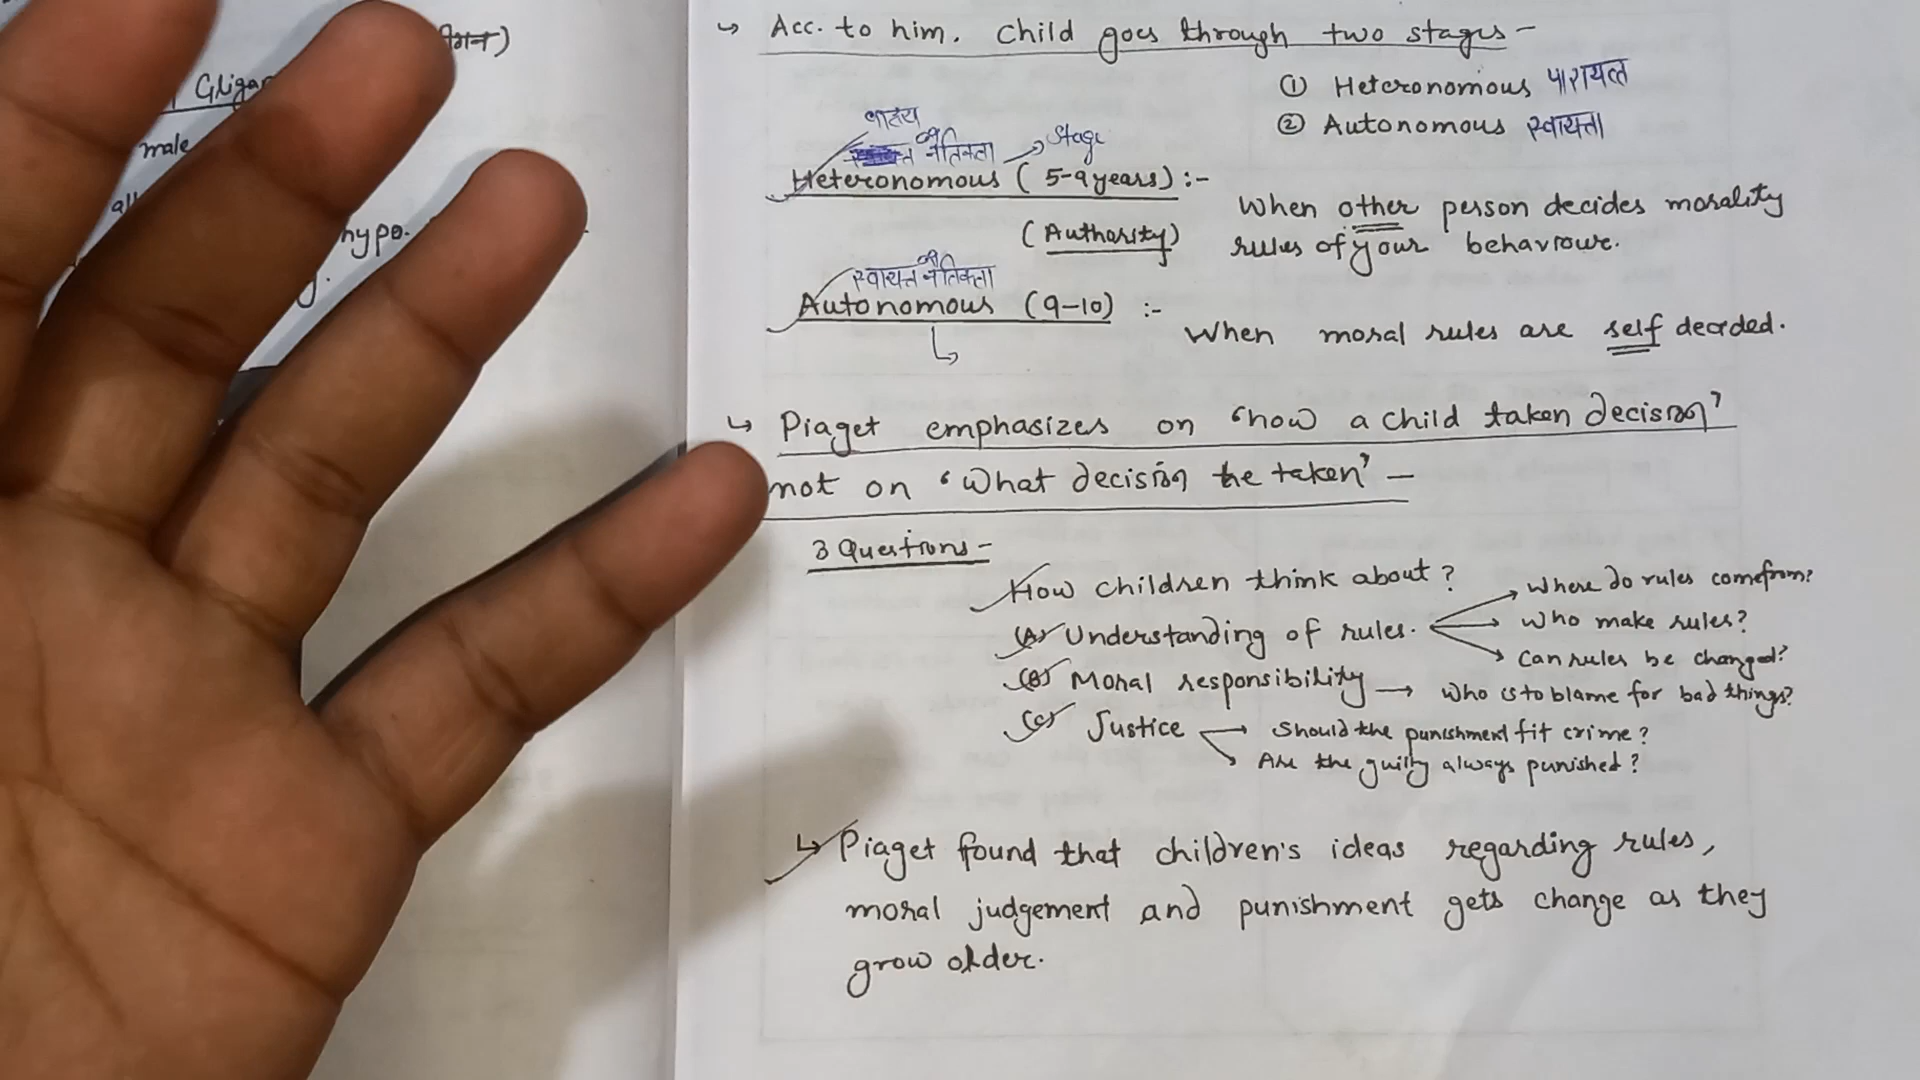 Gliga
male
all
hypo.
↳ Acc. to him. Child goes through two stages -
① Heteronomous पारायत्त
② Autonomous स्वायत्ता
बाह्य
की नैतिकता → Stage
Heteronomous ( 5-9 years) :-
When other person decides morality
(Authority) rules of your behaviour.
स्वायत्त की नैतिकता
Autonomous (9-10) :-
When moral rules are self decided.
↳ Piaget emphasizes on ‘how a child taken decision’
not on ‘What decision the taken’ -
3 Questions -
How children think about ?
(A) Understanding of rules. → Where do rules come from?
→ Who make rules?
→ Can rules be changed?
(B) Moral responsibility → Who is to blame for bad things?
(C) Justice → Should the punishment fit crime ?
→ Are the guilty always punished ?
↳ Piaget found that children's ideas regarding rules,
moral judgement and punishment gets change as they
grow older.